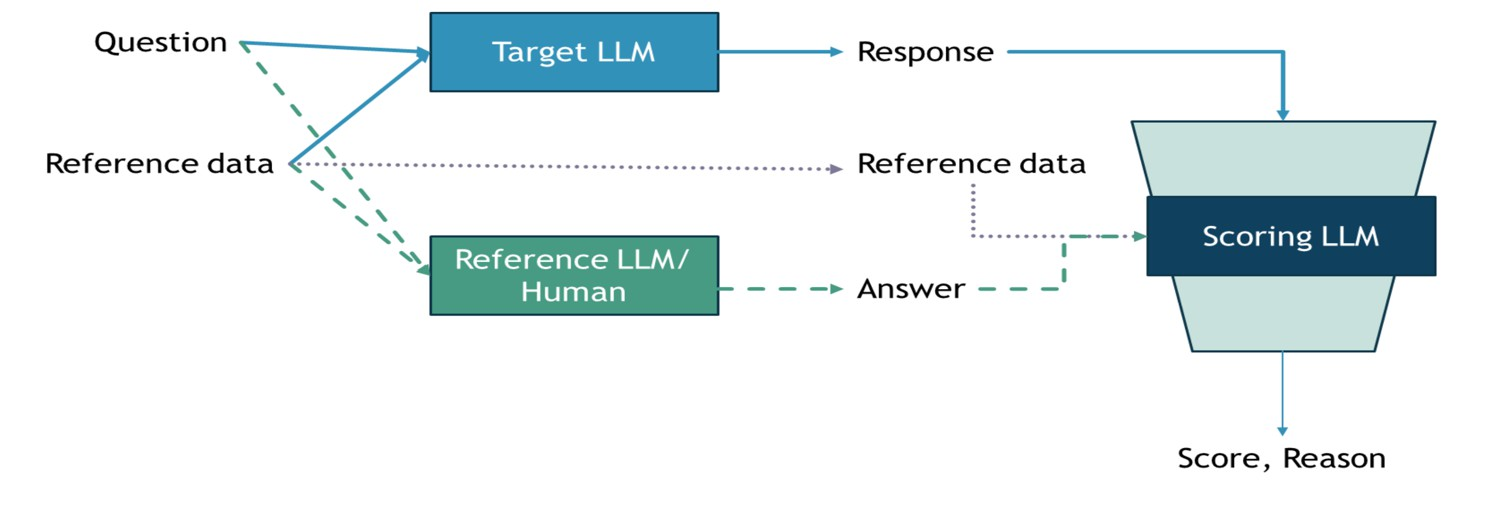 Question
Target LLM
Response
Reference data
Reference data
Scoring LLM
Reference LLM/
Human
Answer
Score, Reason